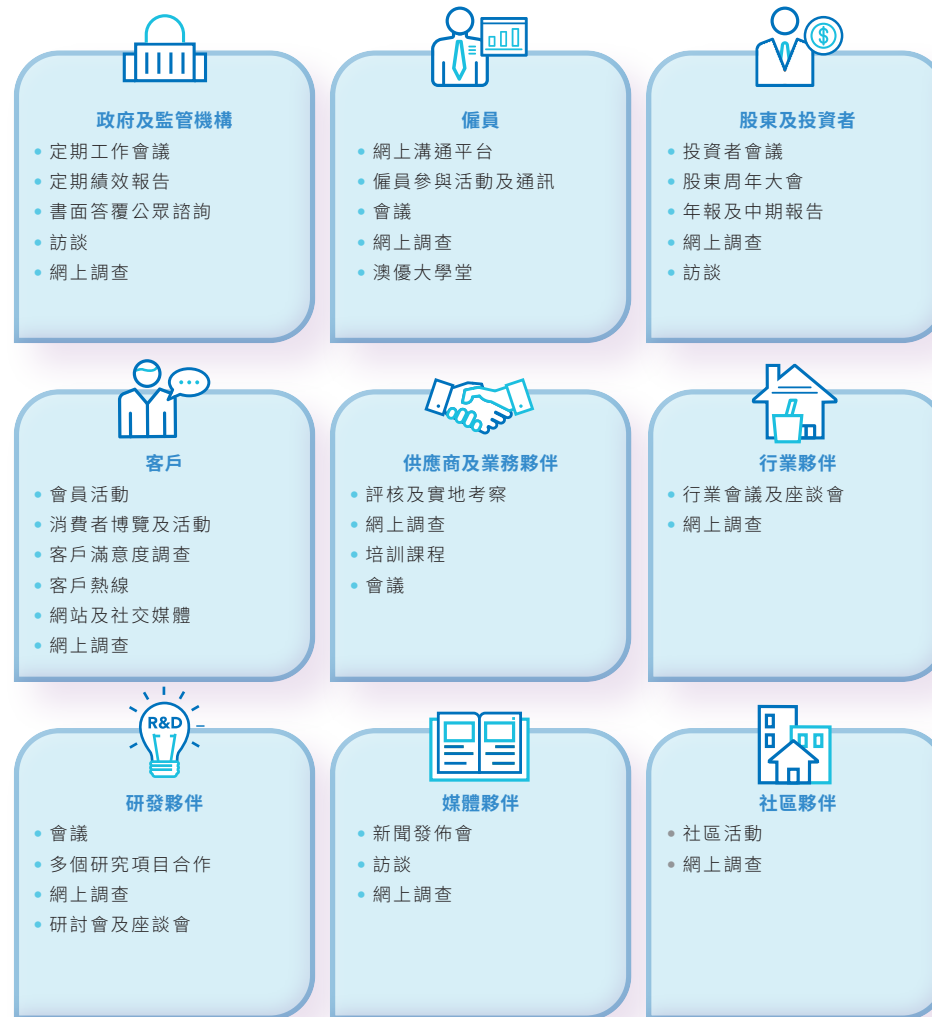 政府及監管機構
• 定期工作會議
• 定期績效報告
• 書面答覆公眾諮詢
• 訪談
• 網上調查
僱員
• 網上溝通平台
• 僱員參與活動及通訊
• 會議
• 網上調查
• 澳優大學堂
$
股東及投資者
• 投資者會議
• 股東周年大會
• 年報及中期報告
• 網上調查
• 訪談
客戶
• 會員活動
• 消費者博覽及活動
• 客戶滿意度調查
• 客戶熱線
• 網站及社交媒體
• 網上調查
供應商及業務夥伴
• 評核及實地考察
• 網上調查
• 培訓課程
• 會議
行業夥伴
• 行業會議及座談會
• 網上調查
R&D
研發夥伴
• 會議
• 多個研究項目合作
• 網上調查
• 研討會及座談會
媒體夥伴
• 新聞發佈會
• 訪談
• 網上調查
社區夥伴
• 社區活動
• 網上調查